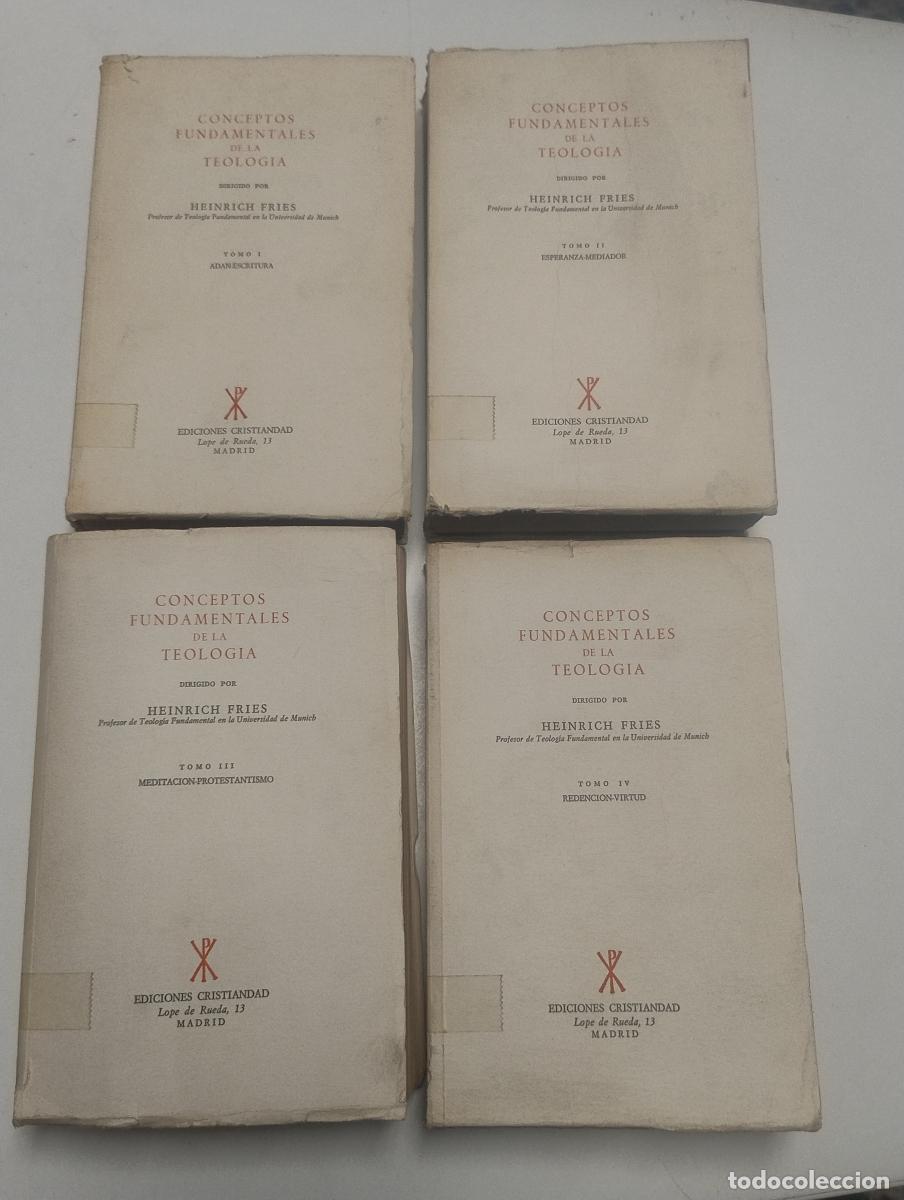 CONCEPTOS
FUNDAMENTALES
DE LA
TEOLOGIA
DIRIGIDO POR
HEINRICH FRIES
Profesor de Teología Fundamental en la Universidad de Munich
TOMO I
ADAN-ESCRITURA
EDICIONES CRISTIANDAD
Lope de Rueda, 13
MADRID
CONCEPTOS
FUNDAMENTALES
DE LA
TEOLOGIA
DIRIGIDO POR
HEINRICH FRIES
Profesor de Teología Fundamental en la Universidad de Munich
TOMO II
ESPERANZA-MEDIADOR
EDICIONES CRISTIANDAD
Lope de Rueda, 13
MADRID
CONCEPTOS
FUNDAMENTALES
DE LA
TEOLOGIA
DIRIGIDO POR
HEINRICH FRIES
Profesor de Teología Fundamental en la Universidad de Munich
TOMO III
MEDITACION-PROTESTANTISMO
EDICIONES CRISTIANDAD
Lope de Rueda, 13
MADRID
CONCEPTOS
FUNDAMENTALES
DE LA
TEOLOGIA
DIRIGIDO POR
HEINRICH FRIES
Profesor de Teología Fundamental en la Universidad de Munich
TOMO IV
REDENCION-VIRTUD
EDICIONES CRISTIANDAD
Lope de Rueda, 13
MADRID
todocoleccion